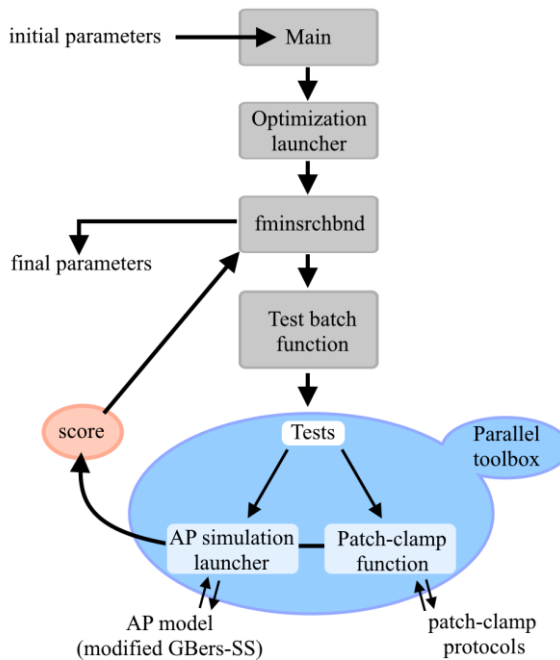 initial parameters
Main
Optimization
launcher
fminsrchbnd
final parameters
Test batch
function
score
Tests
Parallel
toolbox
AP simulation
launcher
Patch-clamp
function
AP model
(modified GBers-SS)
patch-clamp
protocols